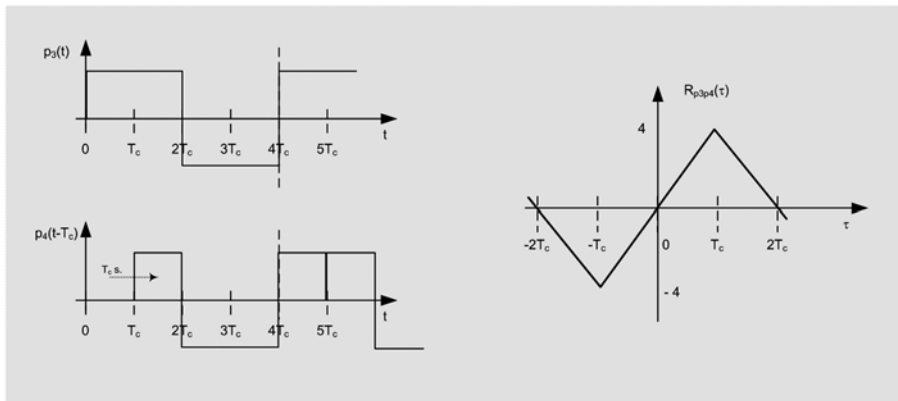 p3(t)
0 Tc 2Tc 3Tc 4Tc 5Tc t
p4(t-Tc)
Tc s.
0 Tc 2Tc 3Tc 4Tc 5Tc t
Rp3p4(τ)
4
-2Tc -Tc 0 Tc 2Tc τ
- 4